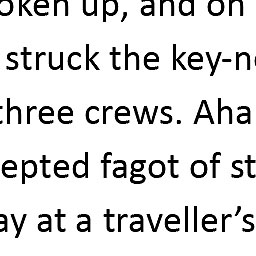 oken up, and on
struck the key-n
three crews. Aha
epted fagot of st
ay at a traveller’s